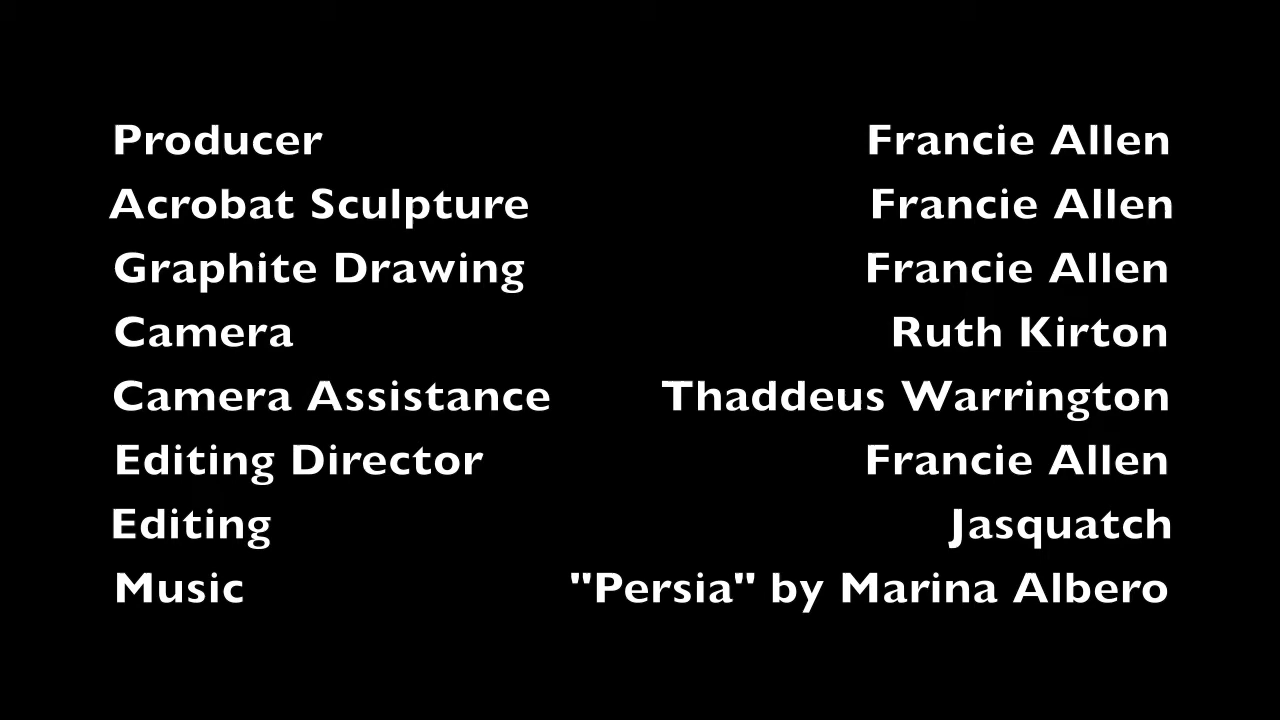 Producer Francie Allen
Acrobat Sculpture Francie Allen
Graphite Drawing Francie Allen
Camera Ruth Kirton
Camera Assistance Thaddeus Warrington
Editing Director Francie Allen
Editing Jasquatch
Music "Persia" by Marina Albero